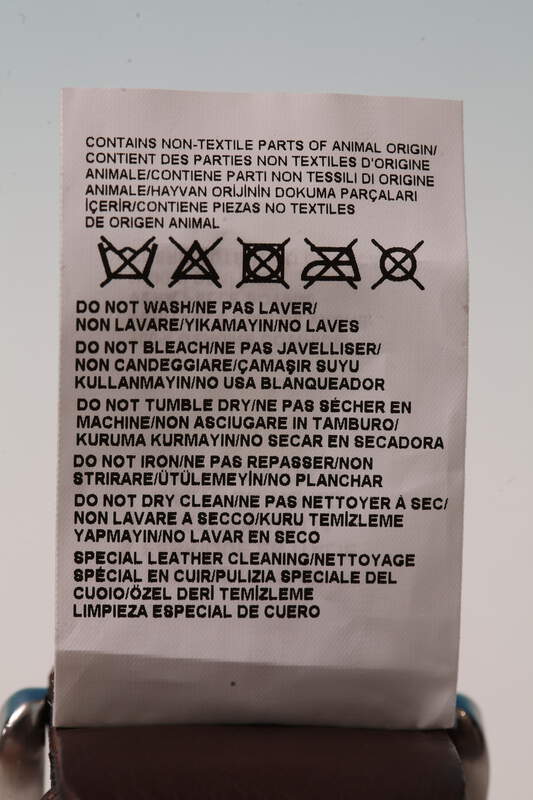 CONTAINS NON-TEXTILE PARTS OF ANIMAL ORIGIN/
CONTIENT DES PARTIES NON TEXTILES D'ORIGINE
ANIMALE/CONTIENE PARTI NON TESSILI DI ORIGINE
ANIMALE/HAYVAN ORİJİNİN DOKUMA PARÇALARI
İÇERİR/CONTIENE PIEZAS NO TEXTILES
DE ORIGEN ANIMAL
DO NOT WASH/NE PAS LAVER/
NON LAVARE/YIKAMAYIN/NO LAVES
DO NOT BLEACH/NE PAS JAVELLISER/
NON CANDEGGIARE/ÇAMAŞIR SUYU
KULLANMAYIN/NO USA BLANQUEADOR
DO NOT TUMBLE DRY/NE PAS SÉCHER EN
MACHINE/NON ASCIUGARE IN TAMBURO/
KURUMA KURMAYIN/NO SECAR EN SECADORA
DO NOT IRON/NE PAS REPASSER/NON
STRIRARE/ÜTÜLEMEYİN/NO PLANCHAR
DO NOT DRY CLEAN/NE PAS NETTOYER À SEC/
NON LAVARE A SECCO/KURU TEMİZLEME
YAPMAYIN/NO LAVAR EN SECO
SPECIAL LEATHER CLEANING/NETTOYAGE
SPÉCIAL EN CUIR/PULIZIA SPECIALE DEL
CUOIO/ÖZEL DERİ TEMİZLEME
LIMPIEZA ESPECIAL DE CUERO